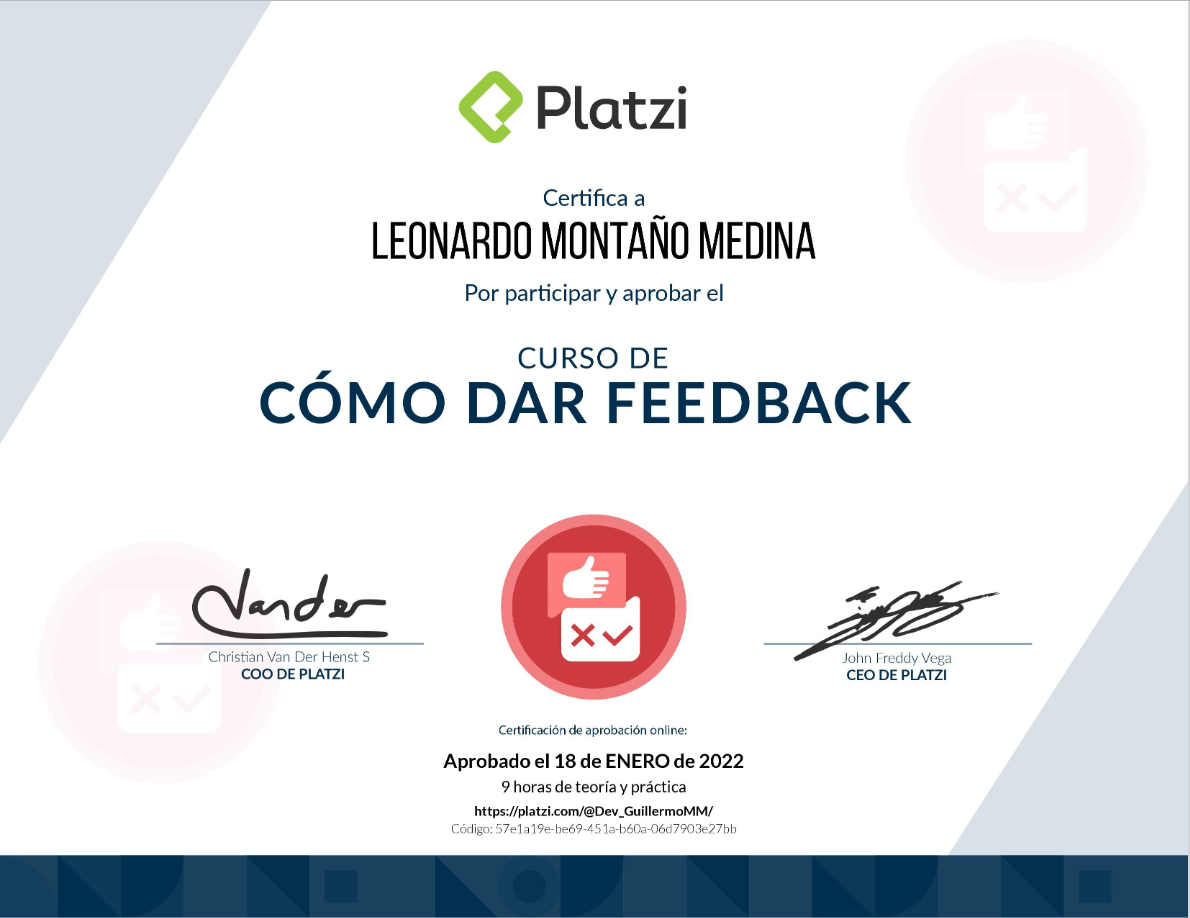 Platzi
Certifica a
LEONARDO MONTAÑO MEDINA
Por participar y aprobar el
CURSO DE
CÓMO DAR FEEDBACK
Vander
Christian Van Der Henst S
COO DE PLATZI
John Freddy Vega
CEO DE PLATZI
Certificación de aprobación online:
Aprobado el 18 de ENERO de 2022
9 horas de teoría y práctica
https://platzi.com/@Dev_GuillermoMM/
Código: 57e1a19e-be69-451a-b60a-06d7903e27bb